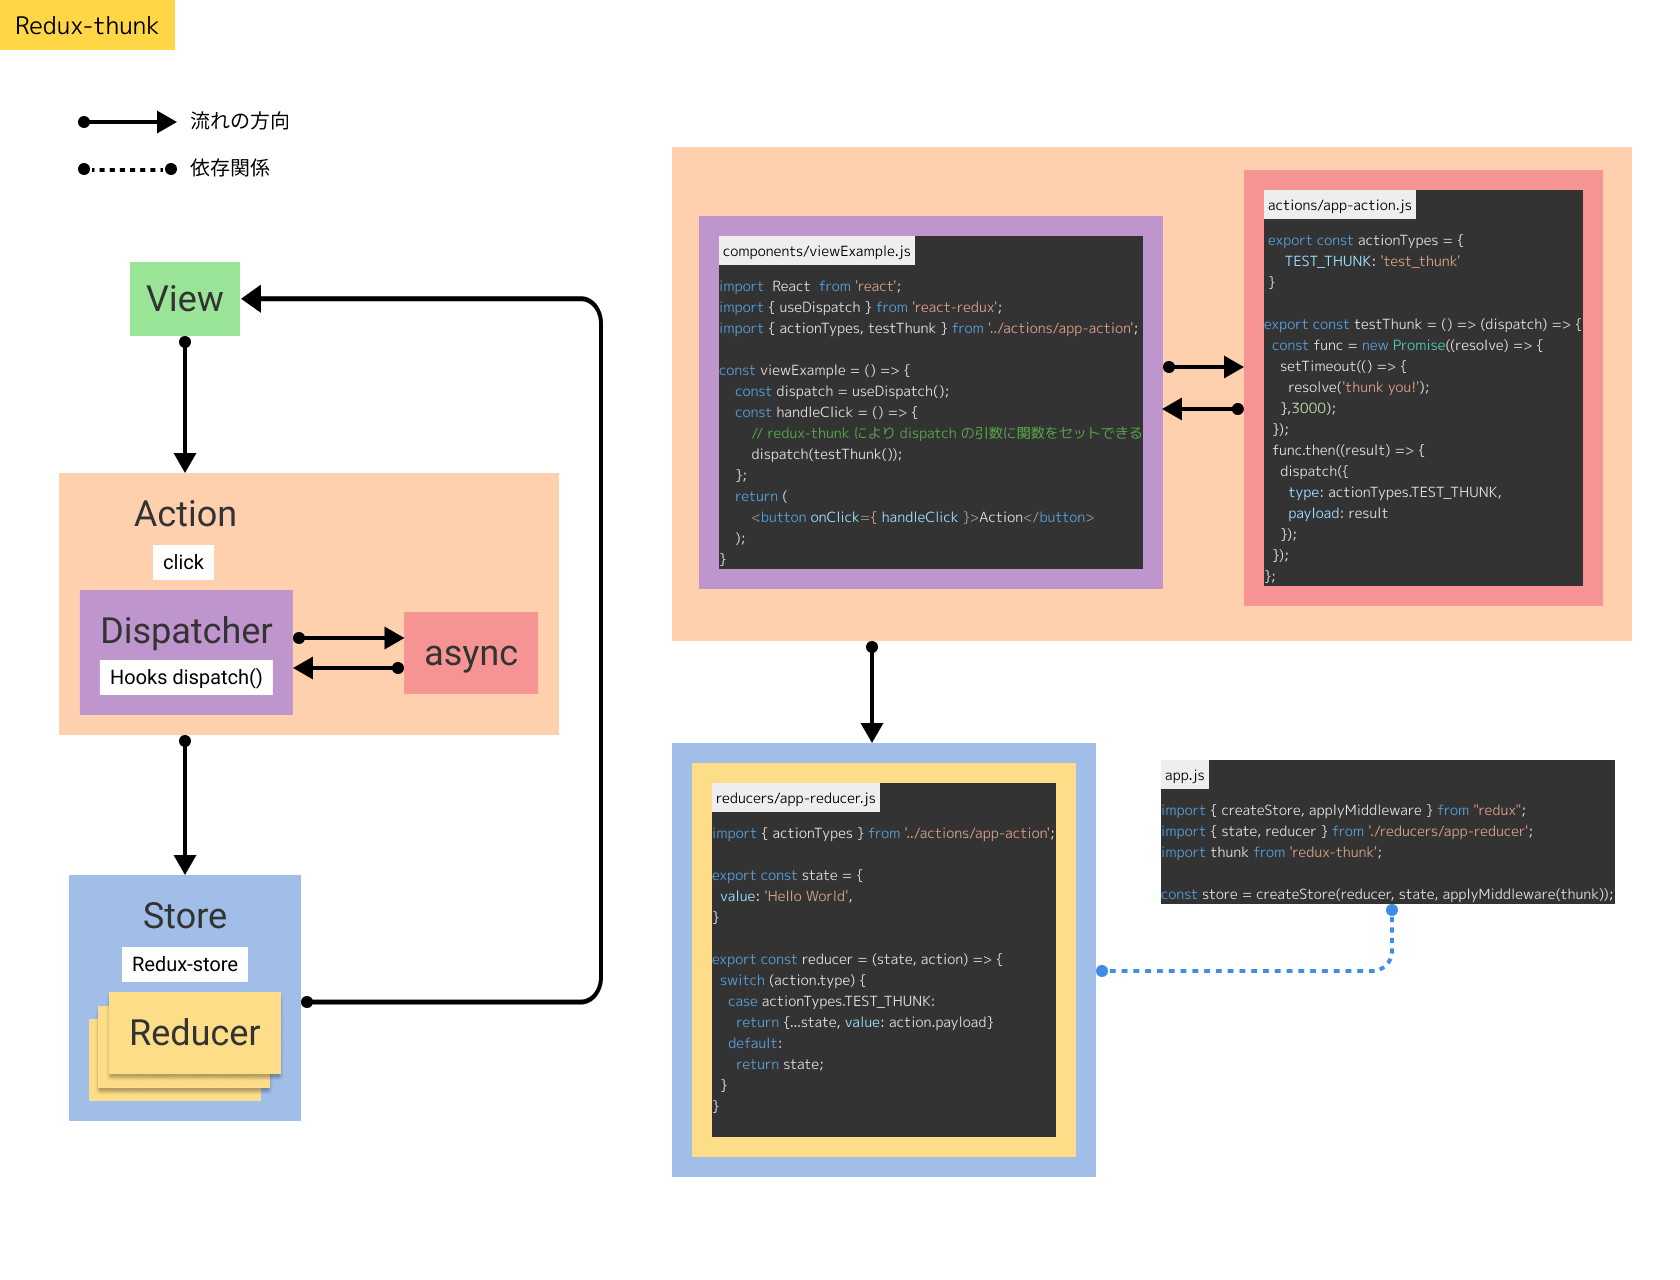 Redux-thunk
流れの方向
依存関係
View
Action
click
Dispatcher
Hooks dispatch()
async
Store
Redux-store
Reducer
components/viewExample.js
import React from 'react';
import { useDispatch } from 'react-redux';
import { actionTypes, testThunk } from '../actions/app-action';
const viewExample = () => {
const dispatch = useDispatch();
const handleClick = () => {
// redux-thunk により dispatch の引数に関数をセットできる
dispatch(testThunk());
};
return (
<button onClick={ handleClick }>Action</button>
);
}
actions/app-action.js
export const actionTypes = {
TEST_THUNK: 'test_thunk'
}
export const testThunk = () => (dispatch) => {
const func = new Promise((resolve) => {
setTimeout(() => {
resolve('thunk you!');
},3000);
});
func.then((result) => {
dispatch({
type: actionTypes.TEST_THUNK,
payload: result
});
});
};
reducers/app-reducer.js
import { actionTypes } from '../actions/app-action';
export const state = {
value: 'Hello World',
}
export const reducer = (state, action) => {
switch (action.type) {
case actionTypes.TEST_THUNK:
return {...state, value: action.payload}
default:
return state;
}
}
app.js
import { createStore, applyMiddleware } from "redux";
import { state, reducer } from './reducers/app-reducer';
import thunk from 'redux-thunk';
const store = createStore(reducer, state, applyMiddleware(thunk));